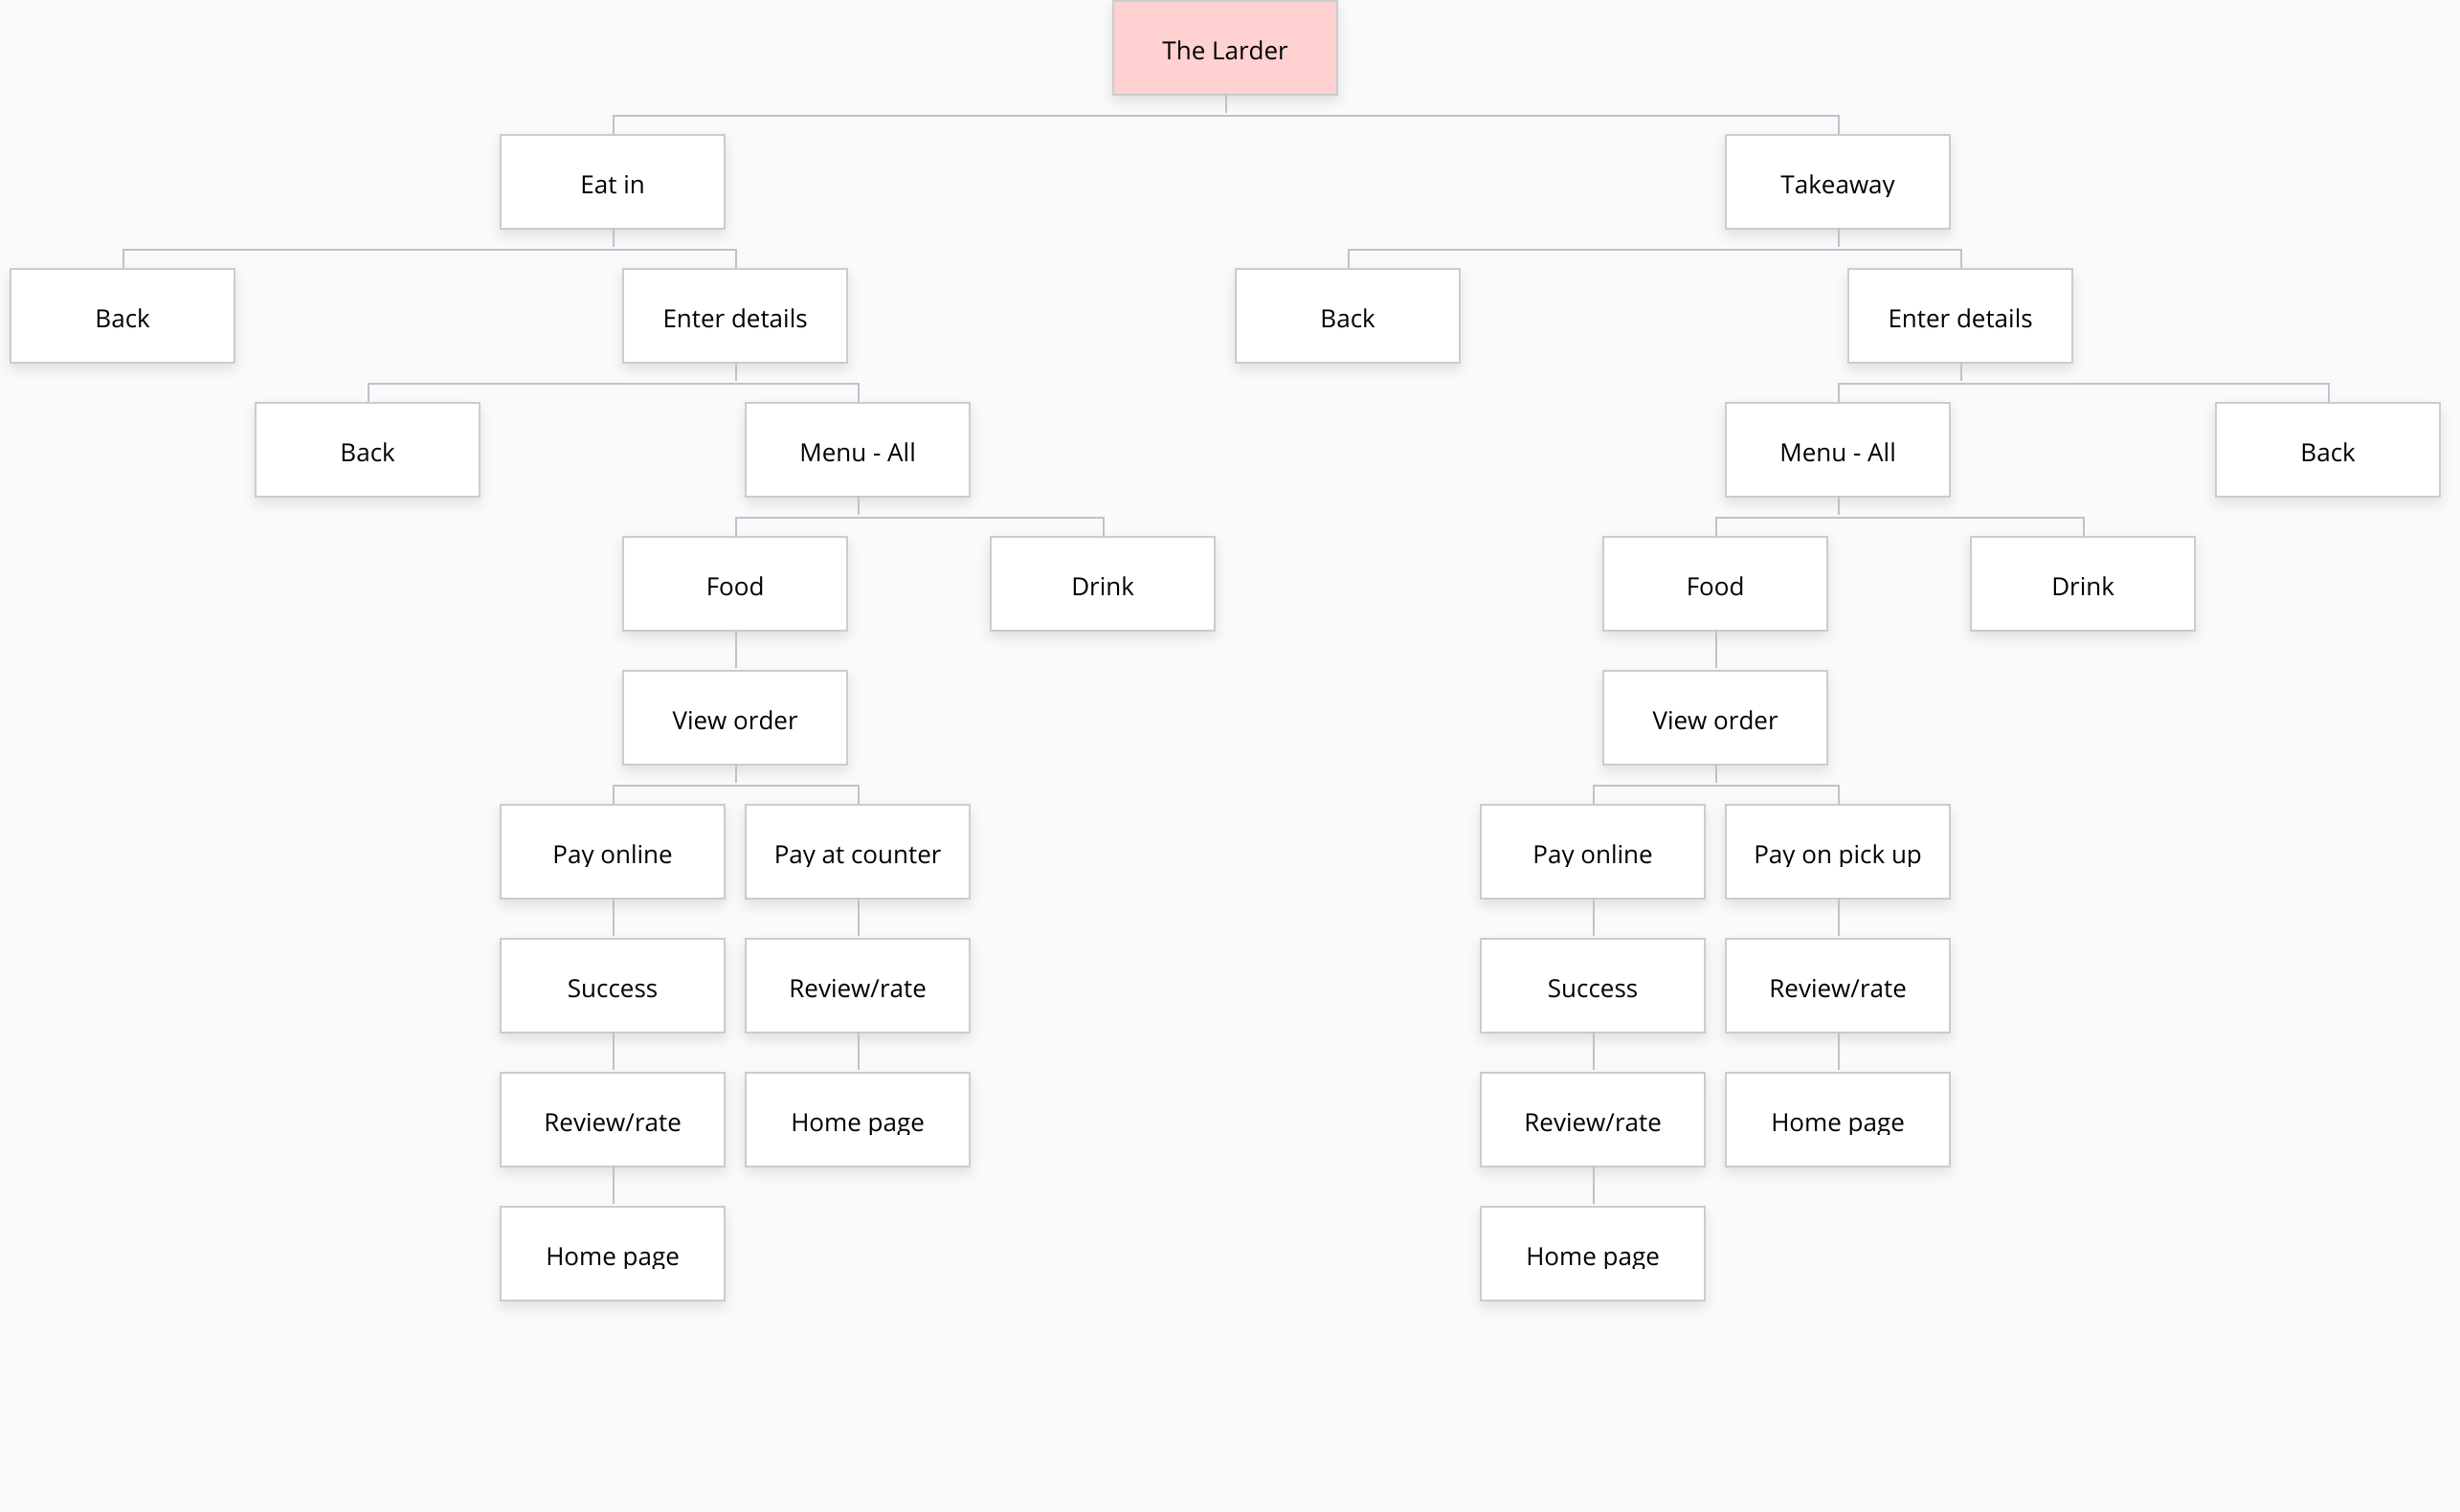 The Larder
Eat in
Takeaway
Back
Enter details
Back
Enter details
Back
Menu - All
Menu - All
Back
Food
Drink
Food
Drink
View order
View order
Pay online
Pay at counter
Pay online
Pay on pick up
Success
Review/rate
Success
Review/rate
Review/rate
Home page
Review/rate
Home page
Home page
Home page